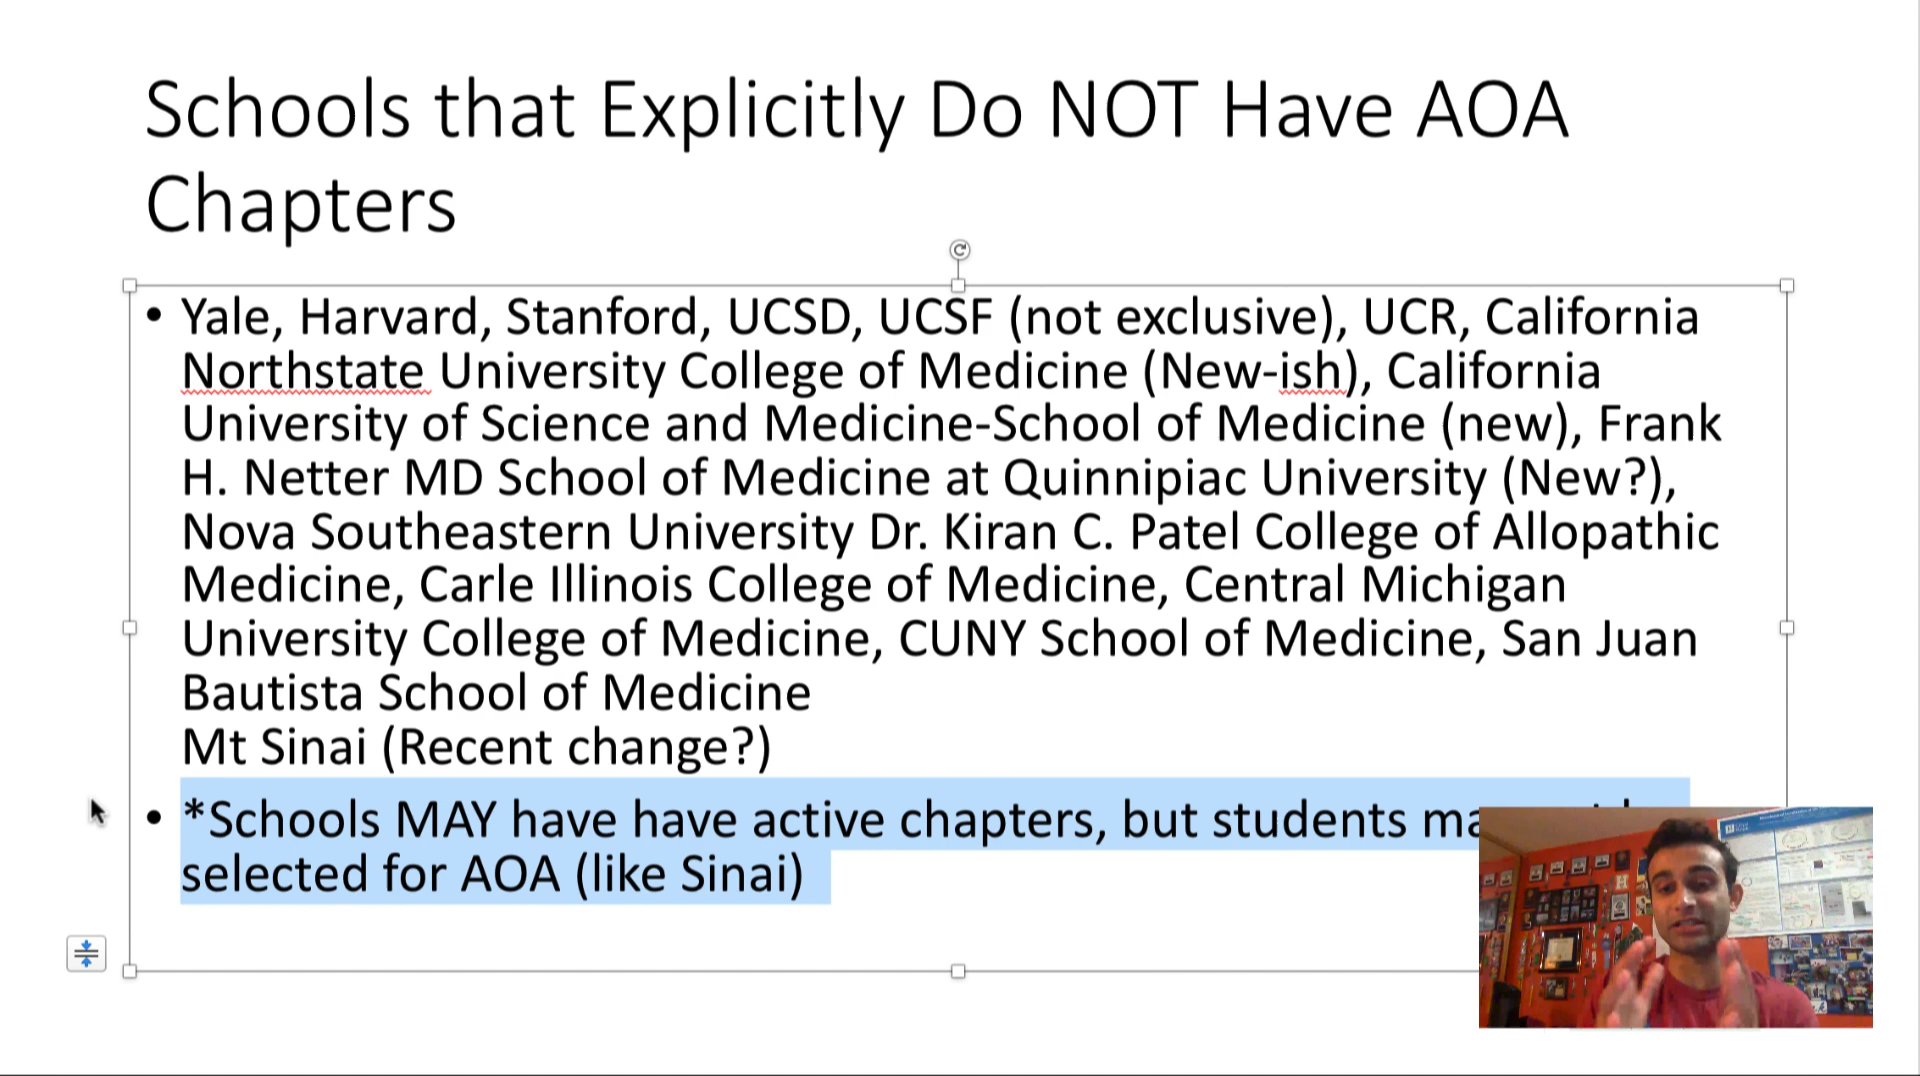 Schools that Explicitly Do NOT Have AOA
Chapters
• Yale, Harvard, Stanford, UCSD, UCSF (not exclusive), UCR, California
Northstate University College of Medicine (New-ish), California
University of Science and Medicine-School of Medicine (new), Frank
H. Netter MD School of Medicine at Quinnipiac University (New?),
Nova Southeastern University Dr. Kiran C. Patel College of Allopathic
Medicine, Carle Illinois College of Medicine, Central Michigan
University College of Medicine, CUNY School of Medicine, San Juan
Bautista School of Medicine
Mt Sinai (Recent change?)
• *Schools MAY have have active chapters, but students
selected for AOA (like Sinai)